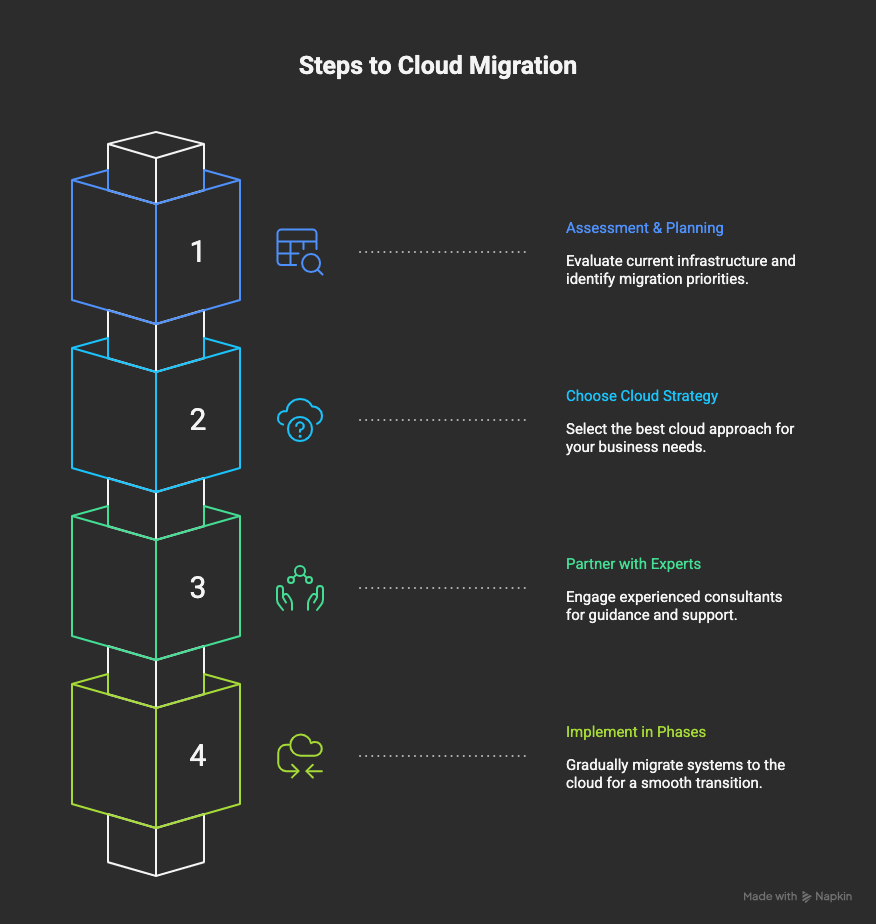 Steps to Cloud Migration
1
Assessment & Planning
Evaluate current infrastructure and
identify migration priorities.
2
Choose Cloud Strategy
Select the best cloud approach for
your business needs.
3
Partner with Experts
Engage experienced consultants
for guidance and support.
4
Implement in Phases
Gradually migrate systems to the
cloud for a smooth transition.
Made with Napkin